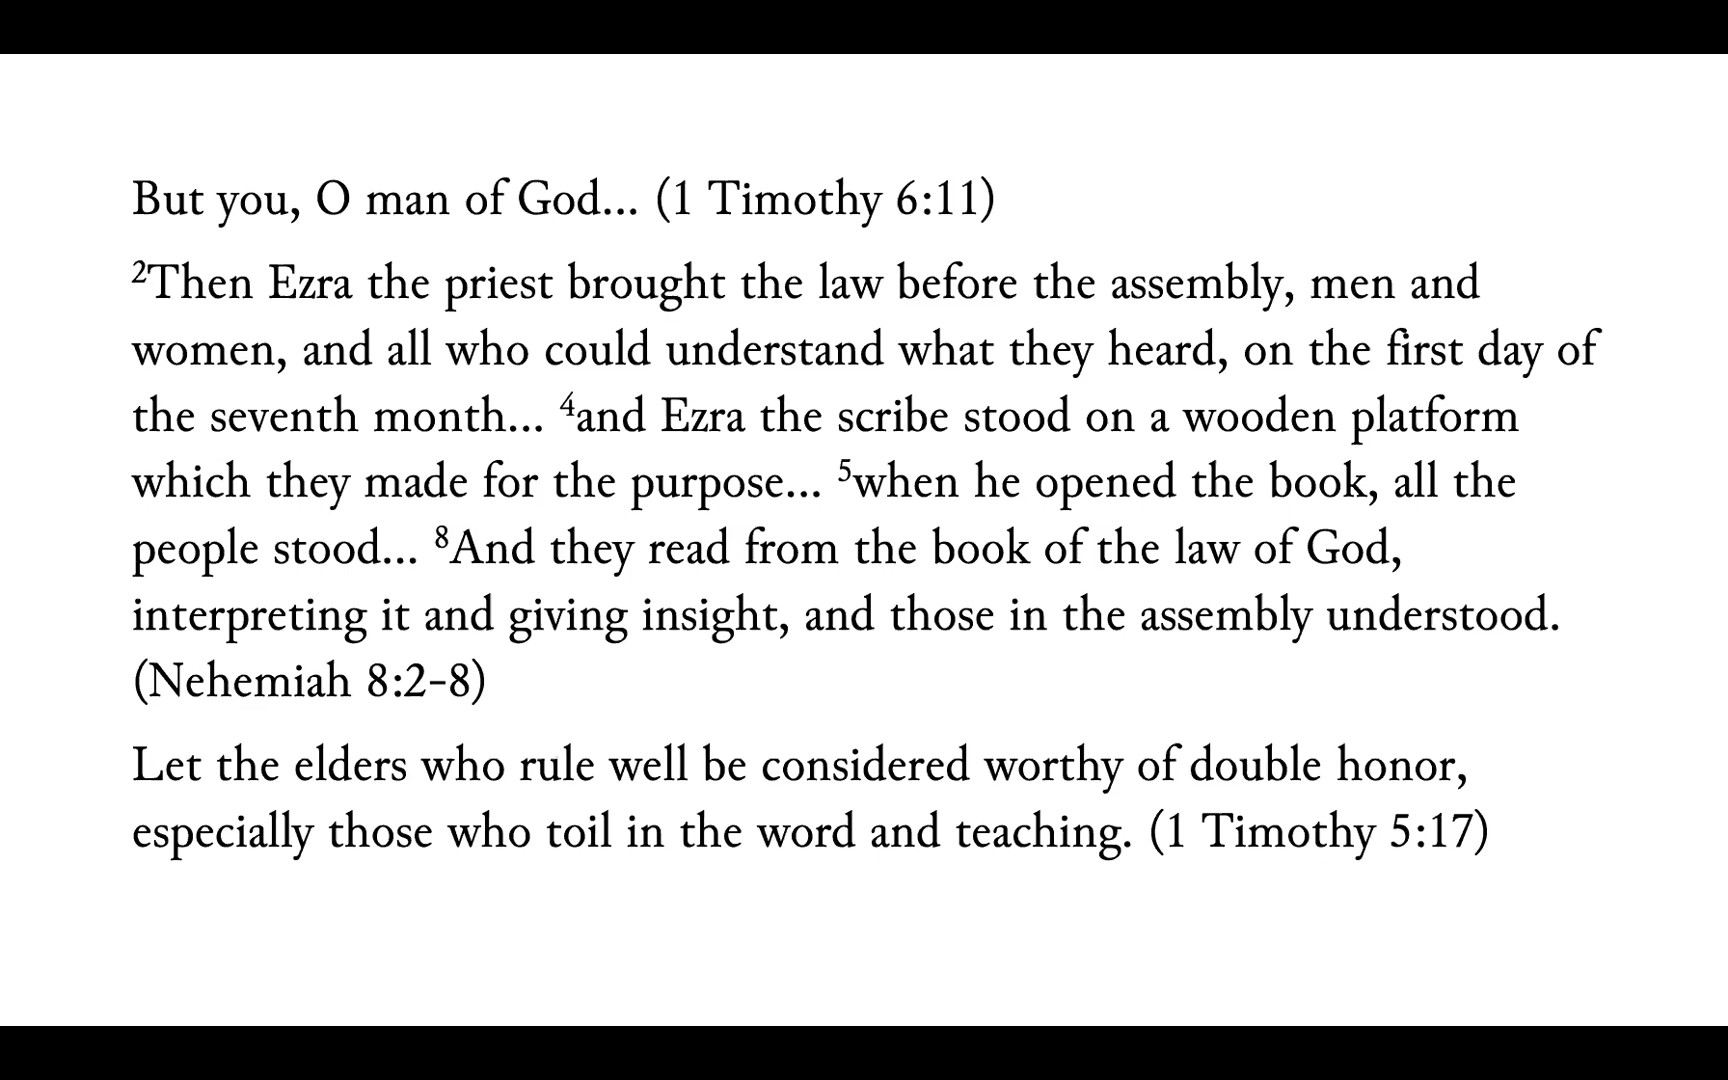 But you, O man of God... (1 Timothy 6:11)
²Then Ezra the priest brought the law before the assembly, men and
women, and all who could understand what they heard, on the first day of
the seventh month... ⁴and Ezra the scribe stood on a wooden platform
which they made for the purpose... ⁵when he opened the book, all the
people stood... ⁸And they read from the book of the law of God,
interpreting it and giving insight, and those in the assembly understood.
(Nehemiah 8:2-8)
Let the elders who rule well be considered worthy of double honor,
especially those who toil in the word and teaching. (1 Timothy 5:17)